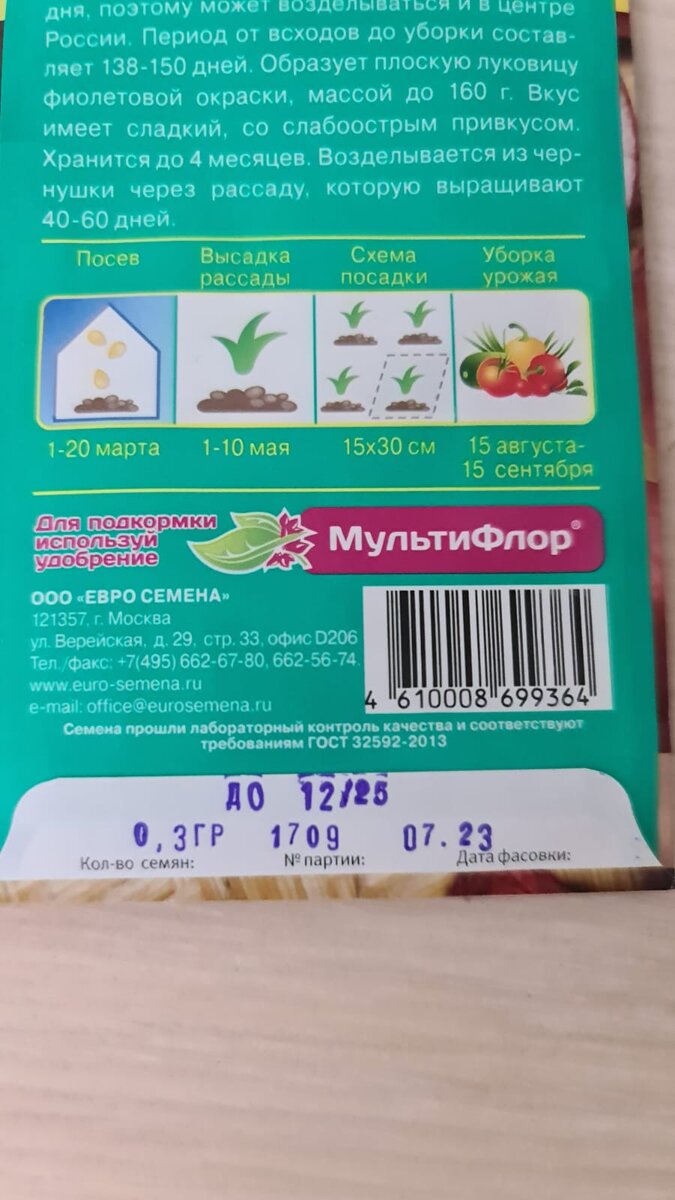 дня, поэтому может возделываться и в центре
России. Период от всходов до уборки состав-
ляет 138-150 дней. Образует плоскую луковицу
фиолетовой окраски, массой до 160 г. Вкус
имеет сладкий, со слабоострым привкусом.
Хранится до 4 месяцев. Возделывается из чер-
нушки через рассаду, которую выращивают
40-60 дней.
Посев Высадка Схема Уборка
рассады посадки урожая
1-20 марта 1-10 мая 15х30 см 15 августа-
15 сентября
Для подкормки
используй
удобрение
МультиФлор®
ООО «ЕВРО СЕМЕНА»
121357, г. Москва
ул. Верейская, д. 29, стр. 33, офис D206
Тел./факс: +7(495) 662-67-80, 662-56-74.
www.euro-semena.ru
e-mail: office@eurosemena.ru
4 610008 699364
Семена прошли лабораторный контроль качества и соответствуют
требованиям ГОСТ 32592-2013
ДО 12/25
0,3ГР 1709 07.23
Кол-во семян: № партии: Дата фасовки: